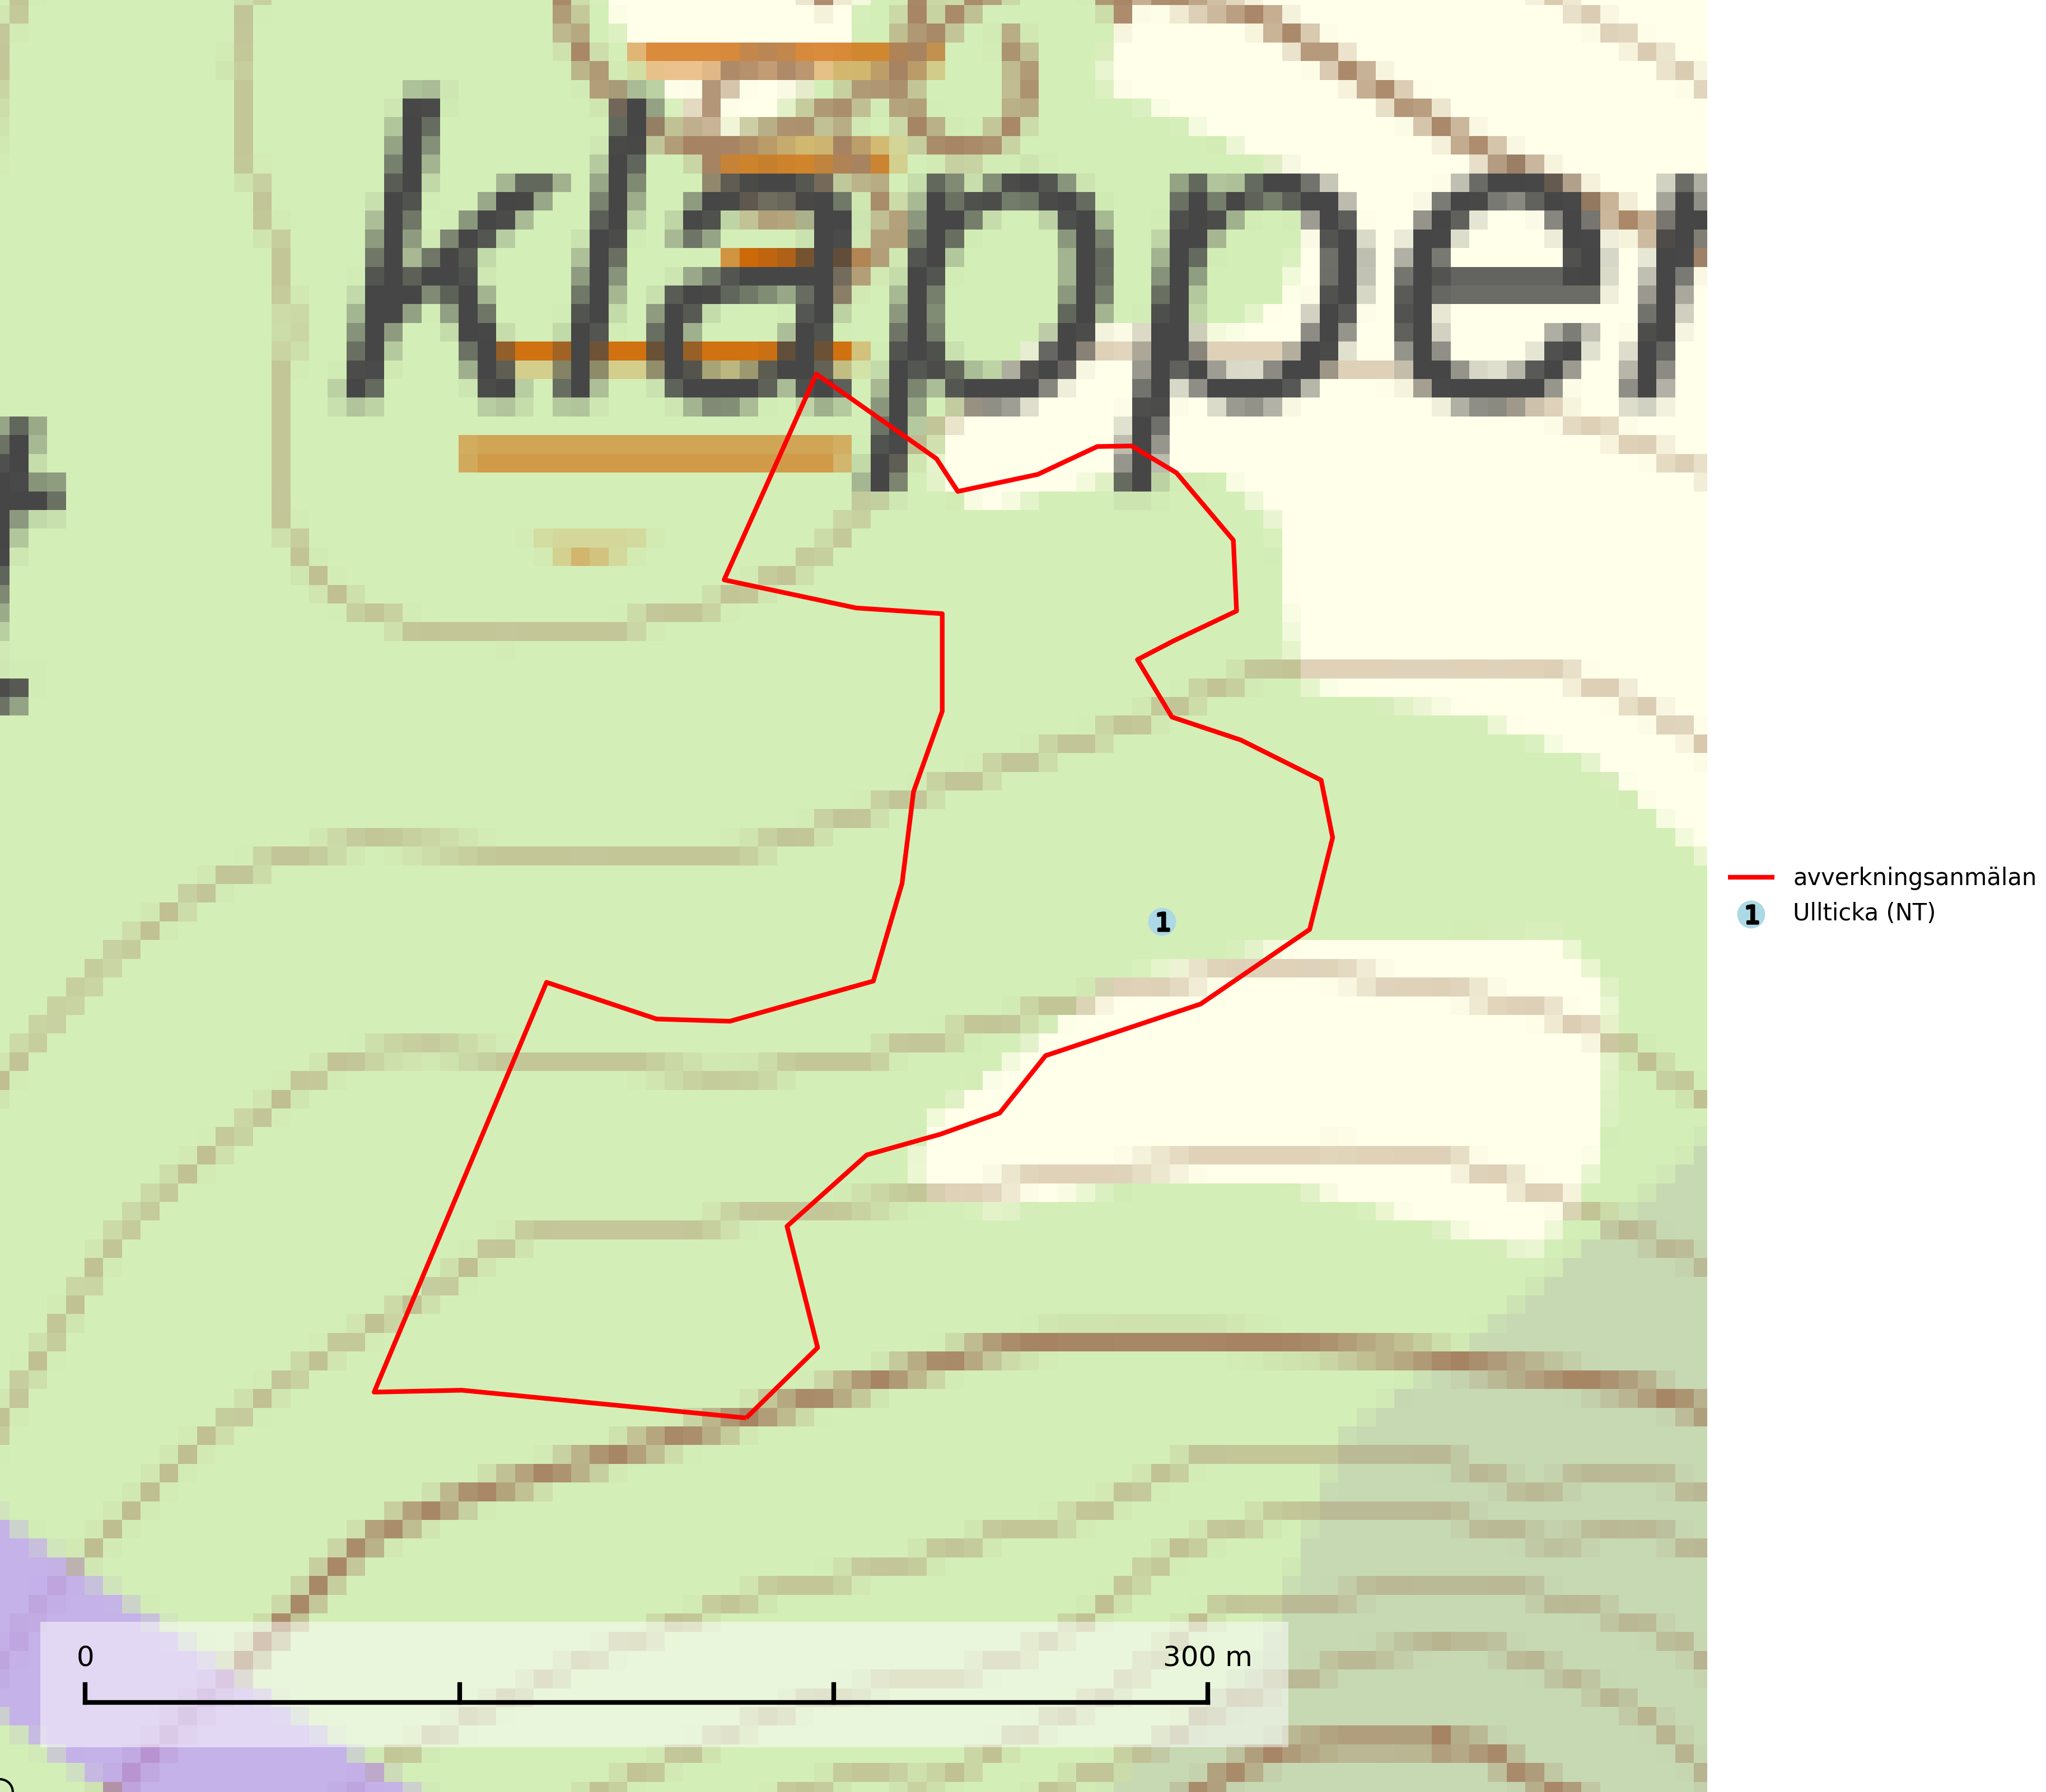 klapper
avverkningsanmälan
1 Ullticka (NT)
1
0 300 m